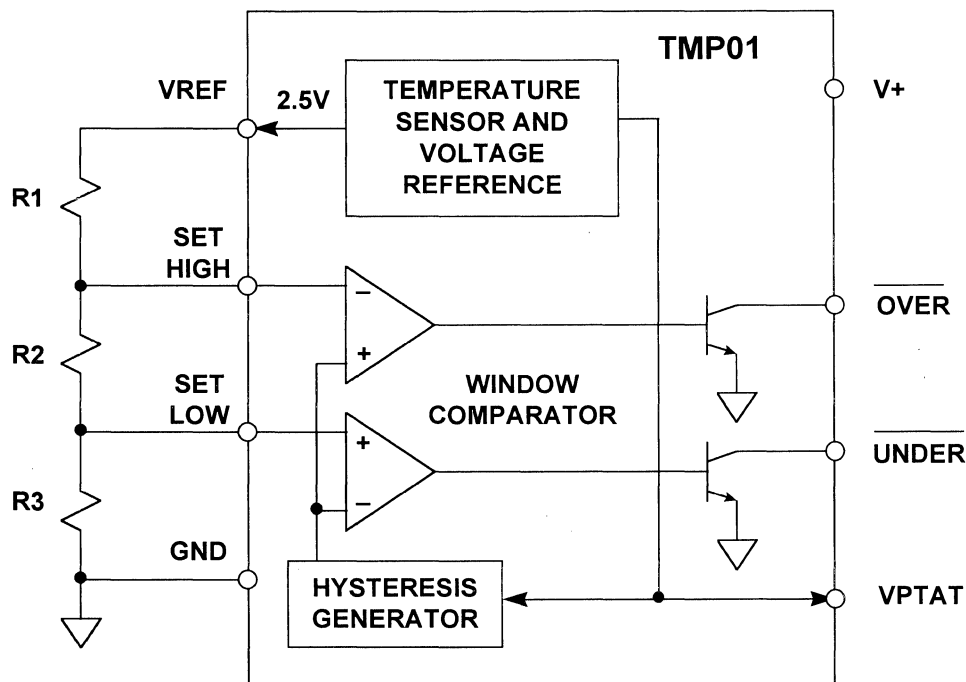 TMP01
VREF
2.5V
TEMPERATURE
SENSOR AND
VOLTAGE
REFERENCE
V+
R1
SET
HIGH
−
+
OVER
R2
SET
LOW
WINDOW
COMPARATOR
+
−
UNDER
R3
GND
HYSTERESIS
GENERATOR
VPTAT